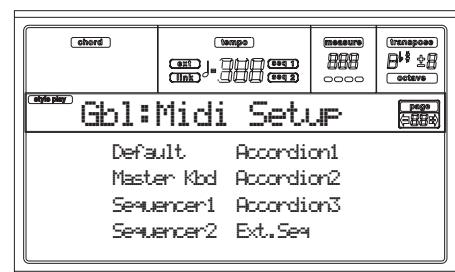 chord tempo measure transpose
ext seq 1
link seq 2
octave
style play Gbl:Midi Setup page
Default Accordion1
Master Kbd Accordion2
Sequencer1 Accordion3
Sequencer2 Ext.Seq